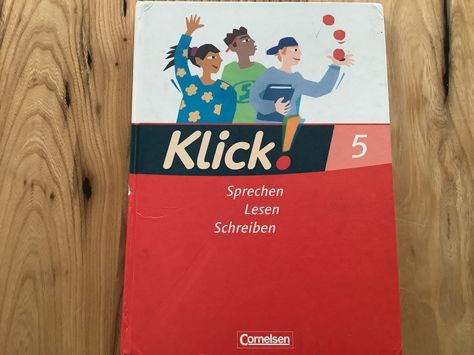 Klick! 5
Sprechen
Lesen
Schreiben
Cornelsen